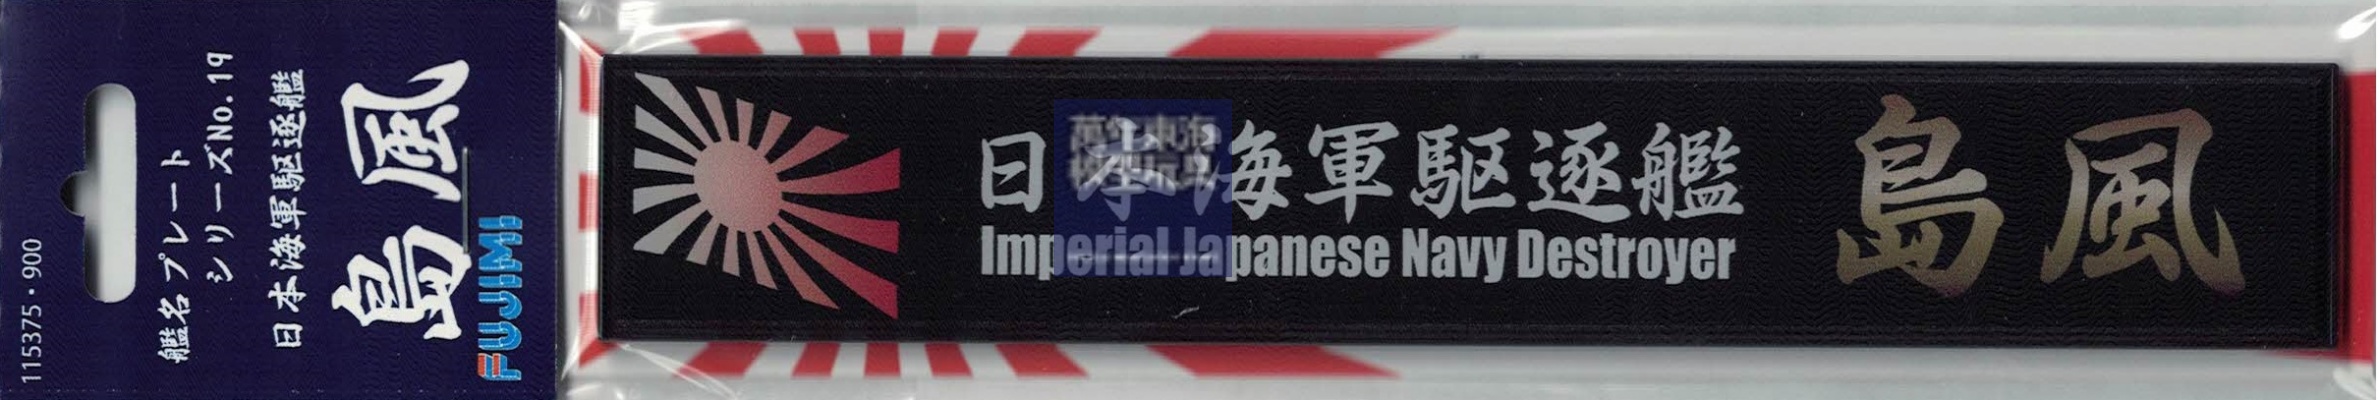 艦名プレート
シリーズNo.19
日本海軍駆逐艦
島風
FUJIMI
115375・900
日本海軍駆逐艦
Imperial Japanese Navy Destroyer
島風